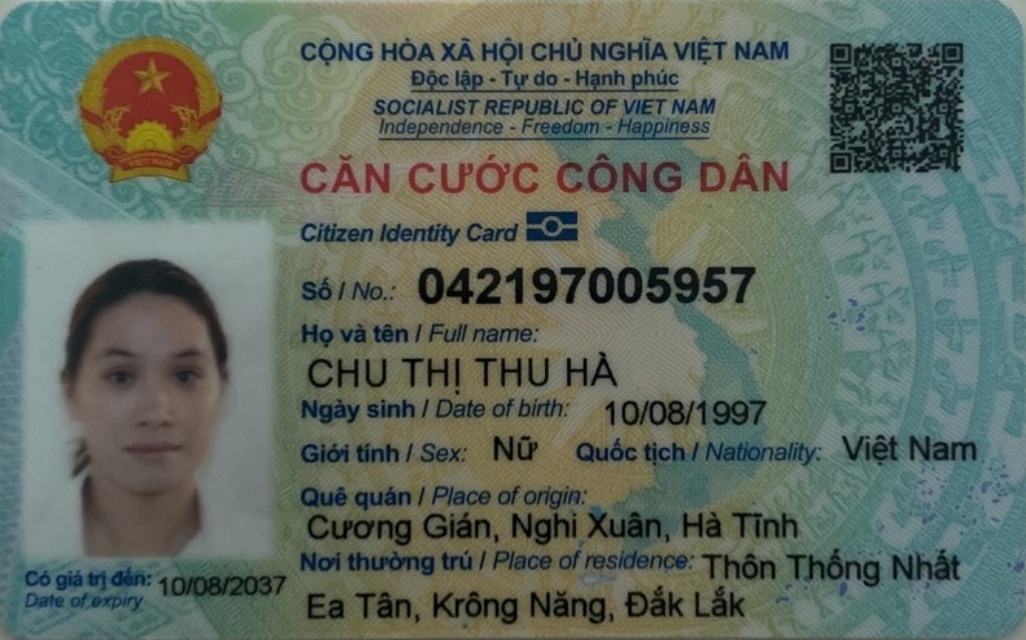 CỘNG HÒA XÃ HỘI CHỦ NGHĨA VIỆT NAM
Độc lập - Tự do - Hạnh phúc
SOCIALIST REPUBLIC OF VIET NAM
Independence - Freedom - Happiness
CĂN CƯỚC CÔNG DÂN
Citizen Identity Card
Số / No.: 042197005957
Họ và tên / Full name:
CHU THỊ THU HÀ
Ngày sinh / Date of birth: 10/08/1997
Giới tính / Sex: Nữ Quốc tịch / Nationality: Việt Nam
Quê quán / Place of origin:
Cương Gián, Nghi Xuân, Hà Tĩnh
Nơi thường trú / Place of residence: Thôn Thống Nhất
Ea Tân, Krông Năng, Đắk Lắk
Có giá trị đến: 10/08/2037
Date of expiry
VIET NAM